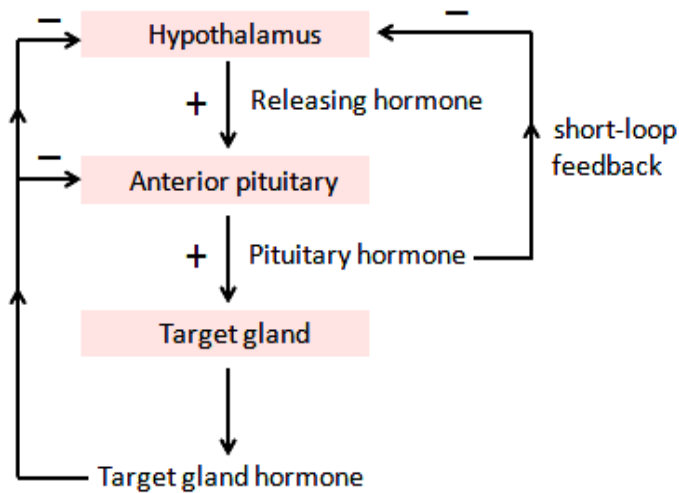 Hypothalamus
−
−
+
Releasing hormone
short-loop
feedback
−
Anterior pituitary
+
Pituitary hormone
Target gland
Target gland hormone